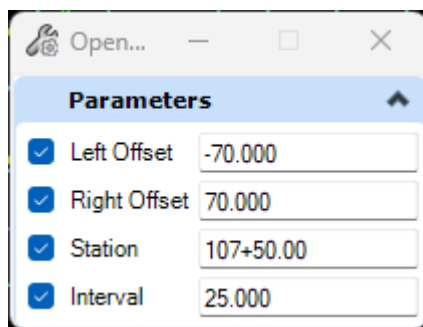 Open...
Parameters
Left Offset -70.000
Right Offset 70.000
Station 107+50.00
Interval 25.000